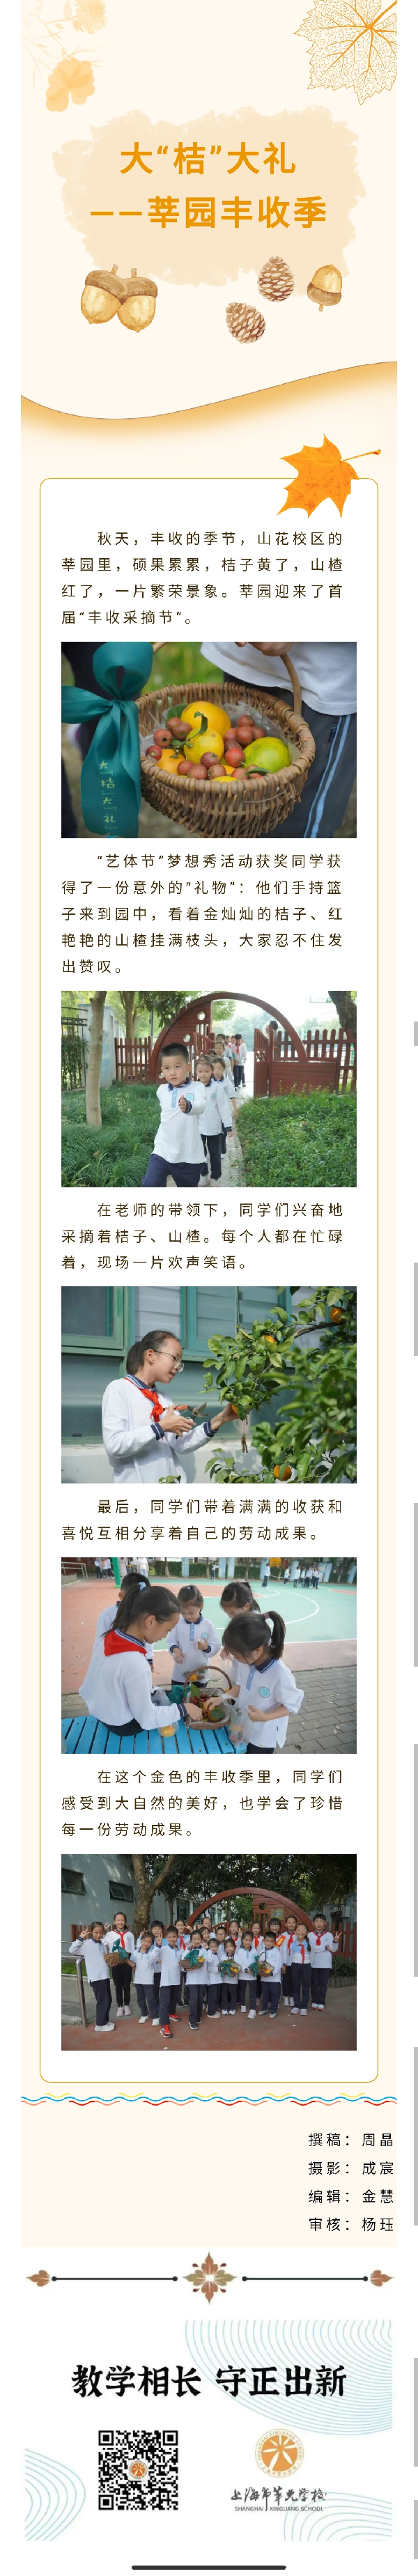 大“桔”大礼
——莘园丰收季
秋天，丰收的季节，山花校区的
莘园里，硕果累累，桔子黄了，山楂
红了，一片繁荣景象。莘园迎来了首
届“丰收采摘节”。
大「桔」大「礼」
“艺体节”梦想秀活动获奖同学获
得了一份意外的“礼物”：他们手持篮
子来到园中，看着金灿灿的桔子、红
艳艳的山楂挂满枝头，大家忍不住发
出赞叹。
在老师的带领下，同学们兴奋地
采摘着桔子、山楂。每个人都在忙碌
着，现场一片欢声笑语。
最后，同学们带着满满的收获和
喜悦互相分享着自己的劳动成果。
在这个金色的丰收季里，同学们
感受到大自然的美好，也学会了珍惜
每一份劳动成果。
撰稿：周晶
摄影：成宸
编辑：金慧
审核：杨珏
教学相长 守正出新
上海市莘光学校
SHANGHAI XINGUANG SCHOOL